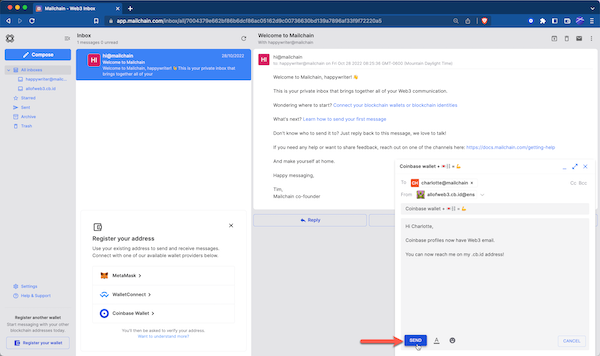 Mailchain - Web3 Inbox
app.mailchain.com/inbox/all/7004379e662bf86b6dcf86ac05162d9c00736630bd139a7896af33f9f72220a5
Compose
All inboxes
happywriter@mailc...
allofweb3.cb.id
Starred
Sent
Archive
Trash
Settings
Help & Support
Register another wallet
Start messaging with your other
blockchain addresses today.
Register your wallet
Inbox
1 messages 0 unread
HI
hi@mailchain
08/10/2022
Welcome to Mailchain
Welcome to Mailchain, happywriter! 👋 This is your private inbox that
brings together all of your
Register your address
Use your existing address to send and receive messages.
Connect with one of our available wallet providers below.
MetaMask >
WalletConnect >
Coinbase Wallet >
You'll then be asked to verify your address.
Want to understand more?
Welcome to Mailchain
With happywriter@mailchain
HI
hi@mailchain
to: happywriter@mailchain on Fri Oct 28 2022 09:25:36 GMT-0600 (Mountain Daylight Time)
Welcome to Mailchain, happywriter! 👋
This is your private inbox that brings together all of your Web3 communication.
Wondering where to start? Connect your blockchain wallets or blockchain identities
What's next? Learn how to send your first message
Don't know who to send it to? Just reply back to this message, we love to talk!
If you need any help or want to share feedback, reach out on one of the channels here: https://docs.mailchain.com/getting-help
And make yourself at home.
Happy messaging,
Tim,
Mailchain co-founder
Reply
Coinbase wallet +
To
CH
charlotte@mailchain
Cc Bcc
From
allofweb3.cb.id@ens
Coinbase wallet +
Hi Charlotte,
Coinbase profiles now have Web3 email.
You can now reach me on my .cb.id address!
SEND
A
CANCEL